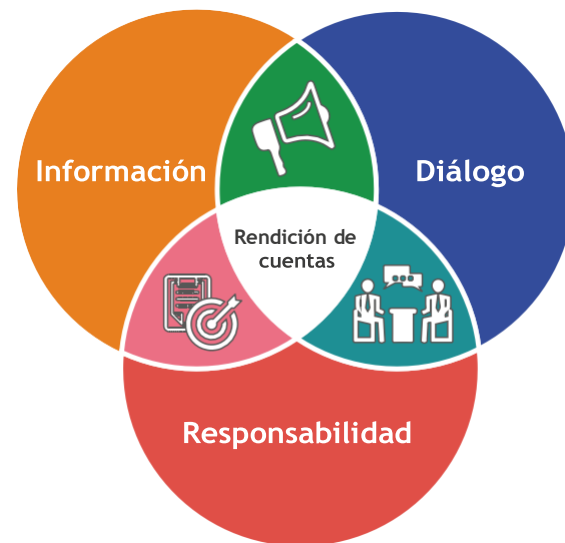 Información
Diálogo
Rendición de
cuentas
Responsabilidad